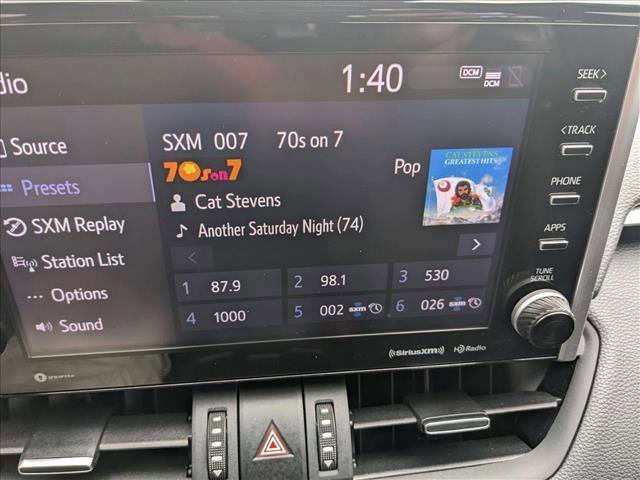 dio
1:40
DCM
DCM
SEEK>
Source
SXM 007 70s on 7
<TRACK
70s on 7
Pop
CAT STEVENS
GREATEST HITS
Presets
Cat Stevens
PHONE
SXM Replay
Another Saturday Night (74)
APPS
Station List
<
>
TUNE
SCROLL
1 87.9
2 98.1
3 530
Options
4 1000
5 002 sxm
6 026 sxm
Sound
((SiriusXM))
HD Radio